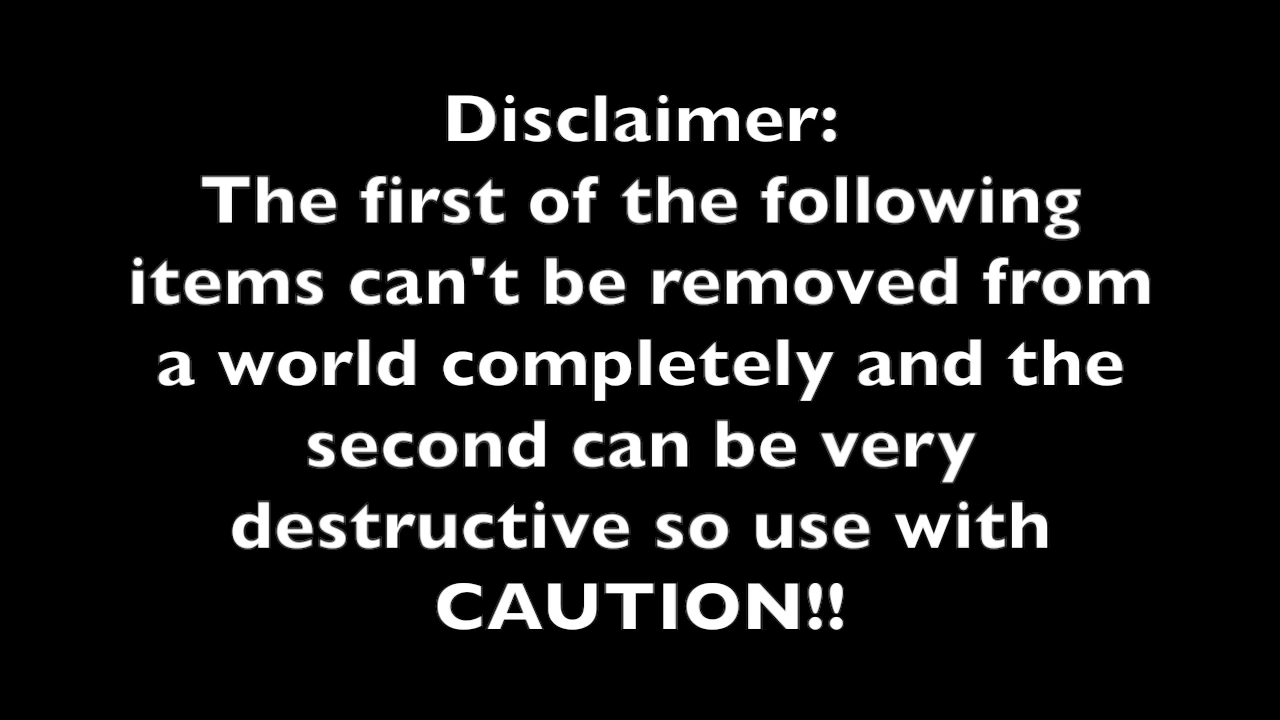 Disclaimer:
The first of the following
items can't be removed from
a world completely and the
second can be very
destructive so use with
CAUTION!!